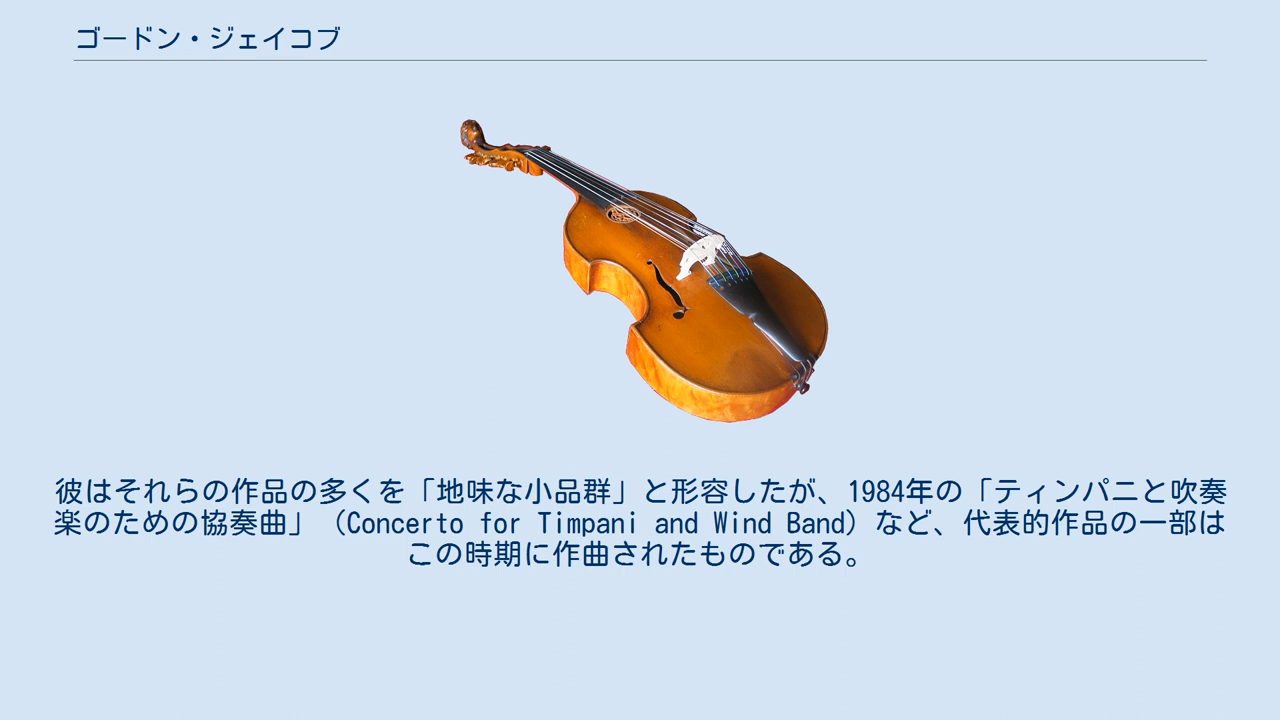 ゴードン・ジェイコブ
彼はそれらの作品の多くを「地味な小品群」と形容したが、1984年の「ティンパニと吹奏
楽のための協奏曲」（Concerto for Timpani and Wind Band）など、代表的作品の一部は
この時期に作曲されたものである。